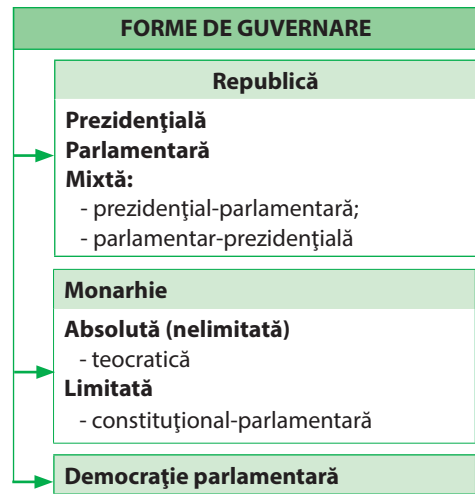 FORME DE GUVERNARE
Republică
Prezidenţială
Parlamentară
Mixtă:
- prezidenţial-parlamentară;
- parlamentar-prezidenţială
Monarhie
Absolută (nelimitată)
- teocratică
Limitată
- constituţional-parlamentară
Democraţie parlamentară